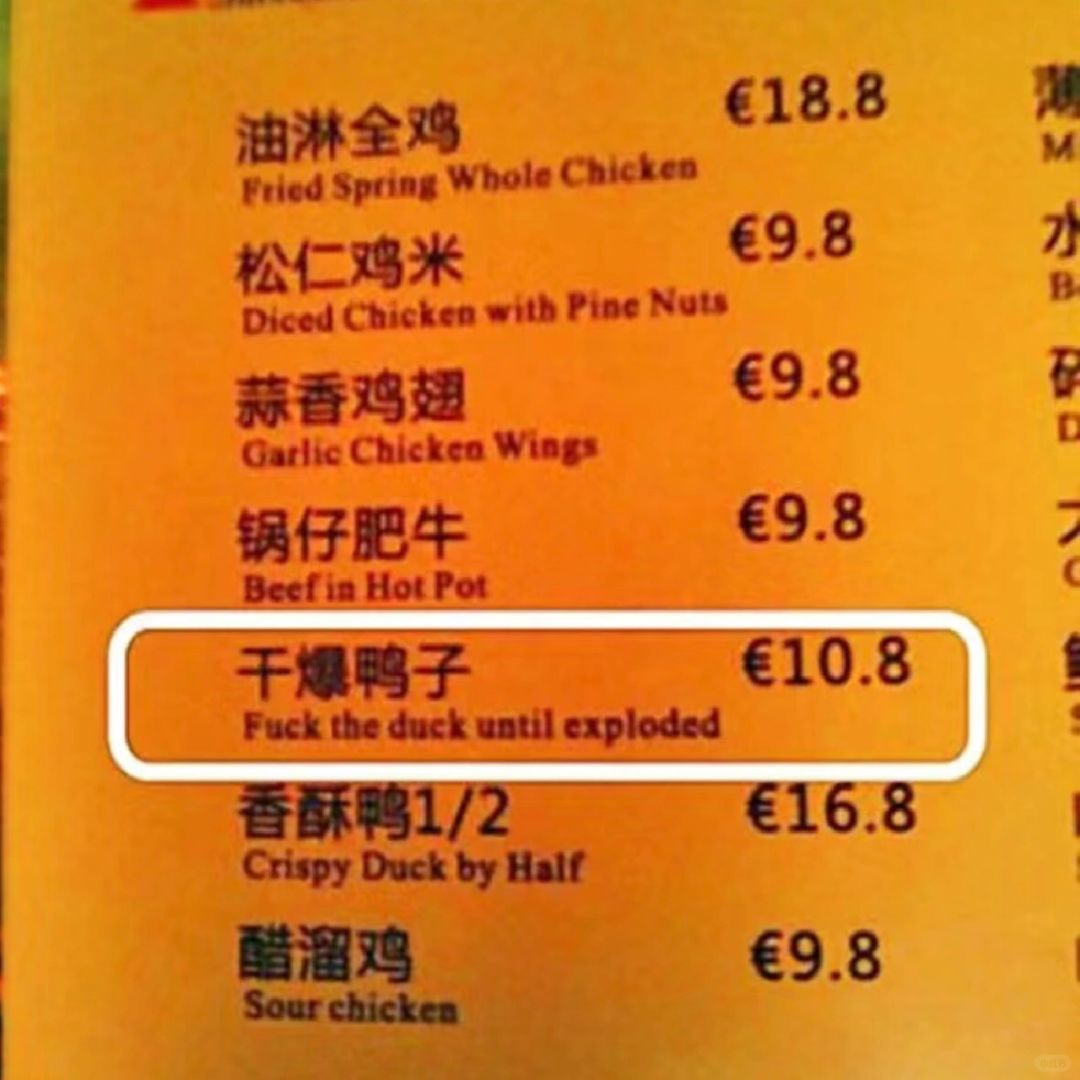 油淋全鸡 €18.8
Fried Spring Whole Chicken
松仁鸡米 €9.8
Diced Chicken with Pine Nuts
蒜香鸡翅 €9.8
Garlic Chicken Wings
锅仔肥牛 €9.8
Beef in Hot Pot
干爆鸭子 €10.8
Fuck the duck until exploded
香酥鸭1/2 €16.8
Crispy Duck by Half
醋溜鸡 €9.8
Sour chicken